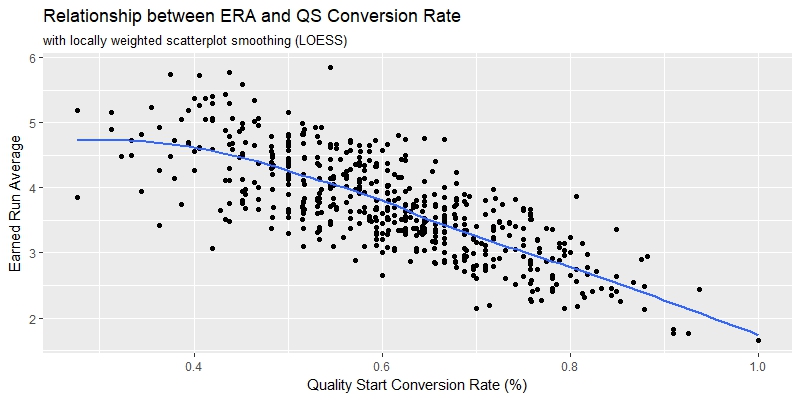 Relationship between ERA and QS Conversion Rate
with locally weighted scatterplot smoothing (LOESS)
Earned Run Average
6
5
4
3
2
0.4 0.6 0.8 1.0
Quality Start Conversion Rate (%)